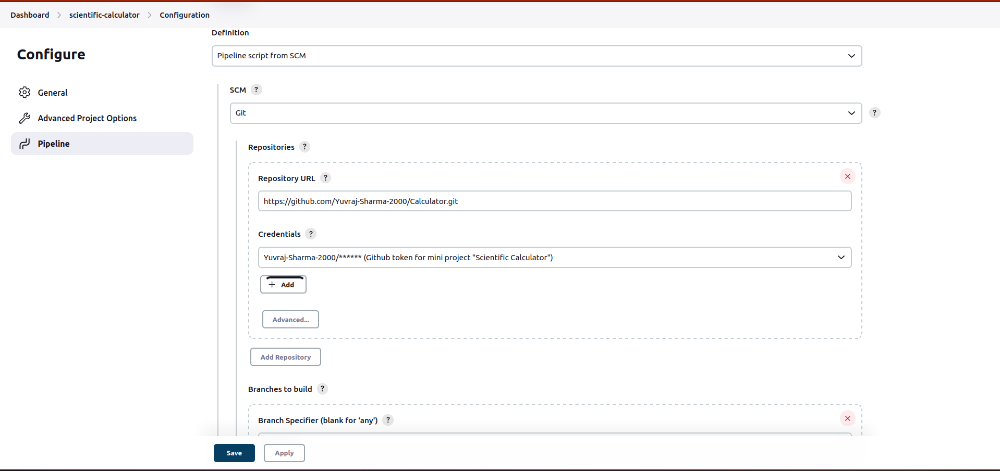 Dashboard > scientific-calculator > Configuration
Configure
General
Advanced Project Options
Pipeline
Definition
Pipeline script from SCM
SCM ?
Git
?
Repositories ?
Repository URL ?
https://github.com/Yuvraj-Sharma-2000/Calculator.git
Credentials ?
Yuvraj-Sharma-2000/****** (Github token for mini project "Scientific Calculator")
+ Add
Advanced...
Add Repository
Branches to build ?
Branch Specifier (blank for 'any') ?
Save
Apply